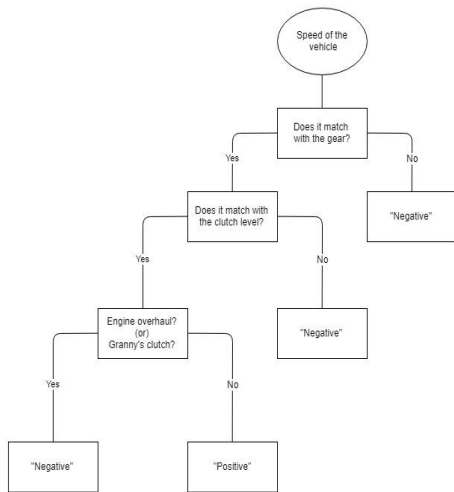 Speed of the
vehicle
Does it match
with the gear?
Yes
No
Does it match with
the clutch level?
"Negative"
Yes
No
Engine overhaul?
(or)
Granny's clutch?
"Negative"
Yes
No
"Negative"
"Positive"